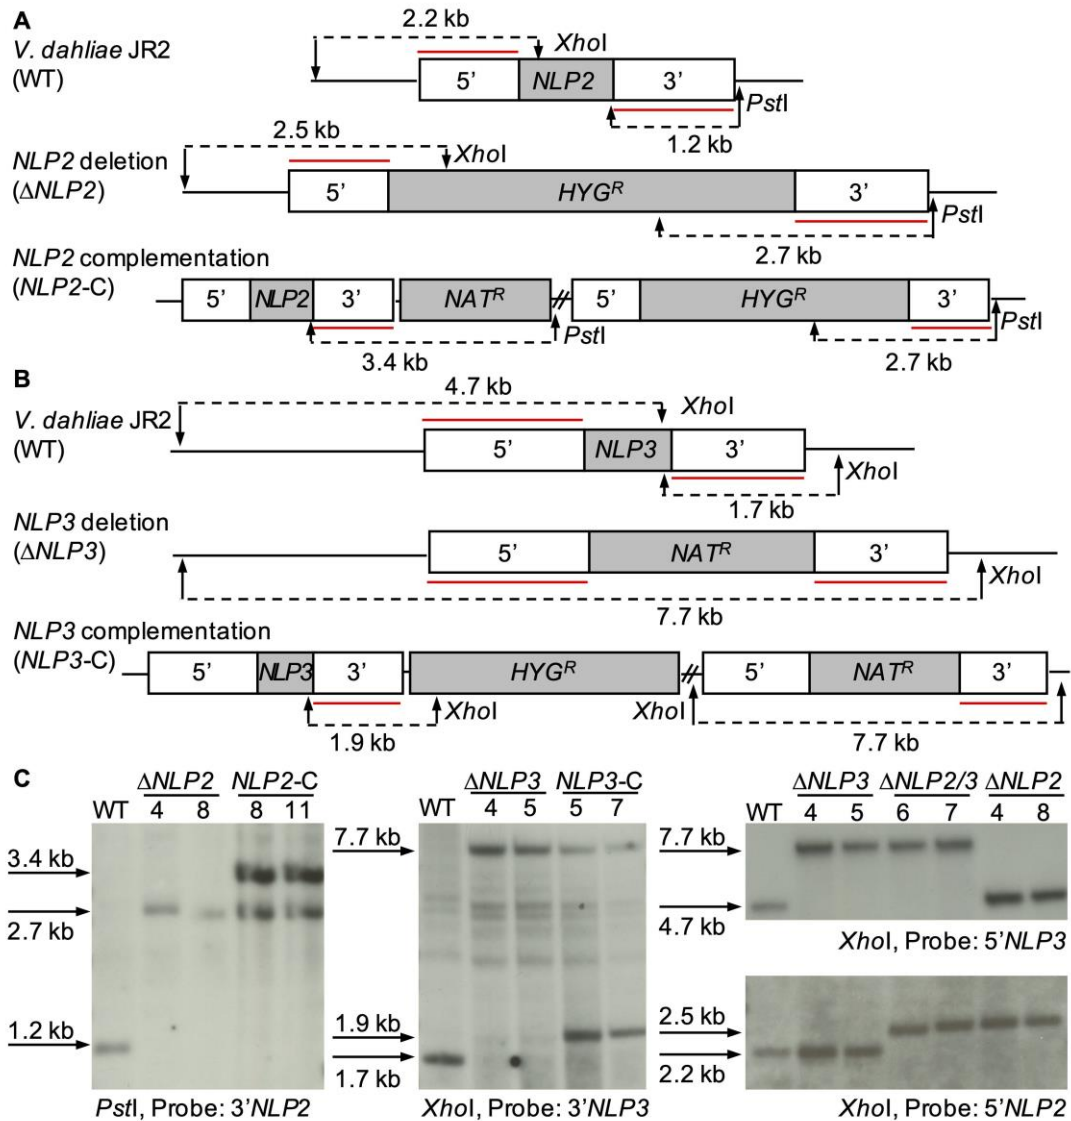 A
V. dahliae JR2
(WT)
2.2 kb
XhoI
5’ NLP2 3’
PstI
1.2 kb
NLP2 deletion
(ΔNLP2)
2.5 kb
XhoI
5’ HYGᴿ 3’
PstI
2.7 kb
NLP2 complementation
(NLP2-C)
5’ NLP2 3’ NATᴿ // 5’ HYGᴿ 3’
PstI PstI
3.4 kb 2.7 kb
B
V. dahliae JR2
(WT)
4.7 kb
XhoI
5’ NLP3 3’
XhoI
1.7 kb
NLP3 deletion
(ΔNLP3)
5’ NATᴿ 3’
XhoI
7.7 kb
NLP3 complementation
(NLP3-C)
5’ NLP3 3’ HYGᴿ // 5’ NATᴿ 3’
XhoI XhoI
1.9 kb 7.7 kb
C
ΔNLP2 NLP2-C
WT 4 8 8 11
3.4 kb
2.7 kb
1.2 kb
PstI, Probe: 3’NLP2
ΔNLP3 NLP3-C
WT 4 5 5 7
7.7 kb
1.9 kb
1.7 kb
XhoI, Probe: 3’NLP3
ΔNLP3 ΔNLP2/3 ΔNLP2
WT 4 5 6 7 4 8
7.7 kb
4.7 kb
XhoI, Probe: 5’NLP3
2.5 kb
2.2 kb
XhoI, Probe: 5’NLP2